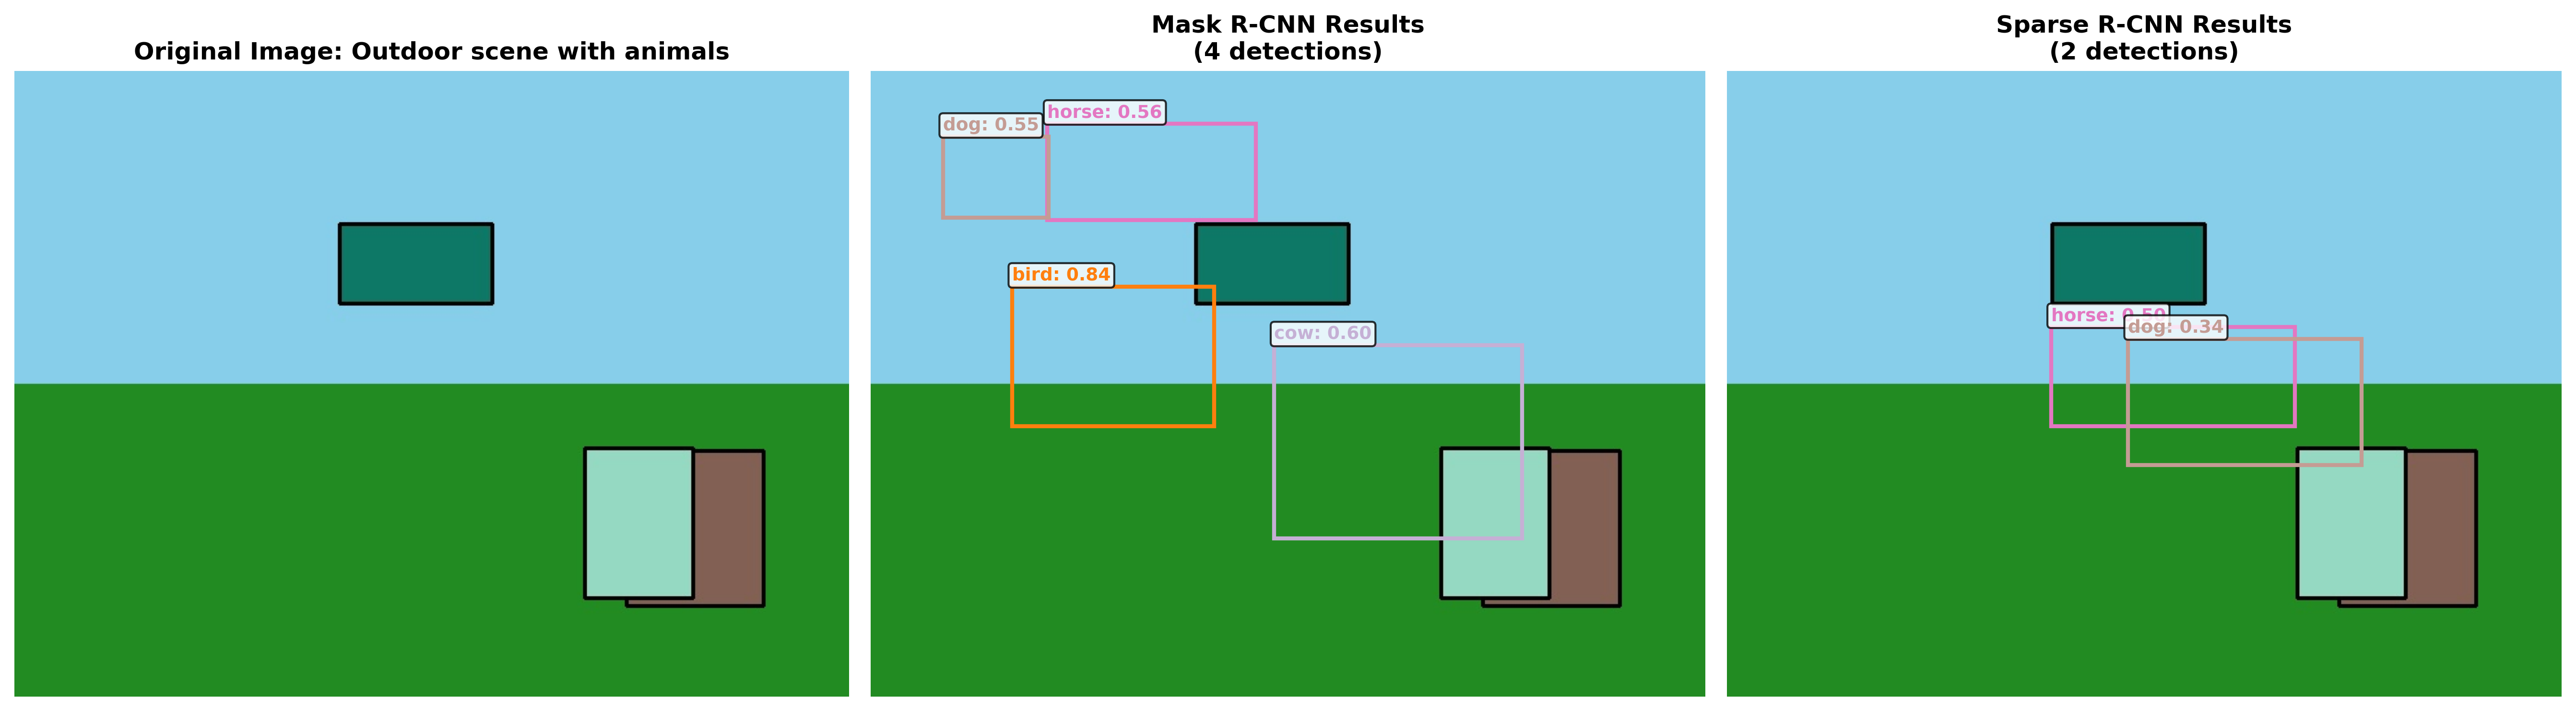 Original Image: Outdoor scene with animals
Mask R-CNN Results
(4 detections)
dog: 0.55
horse: 0.56
bird: 0.84
cow: 0.60
Sparse R-CNN Results
(2 detections)
horse: 0.50
dog: 0.34